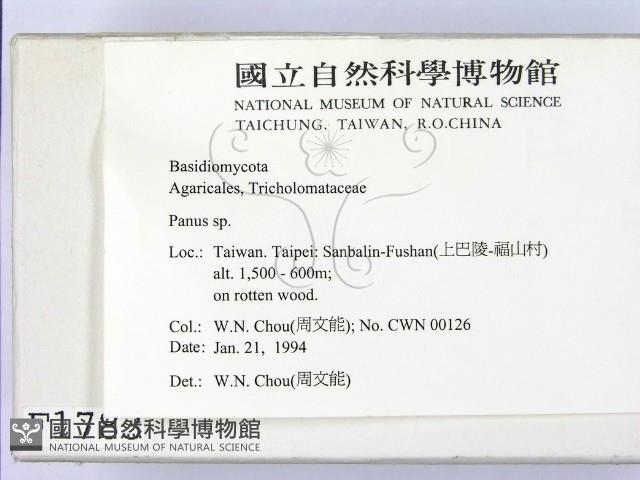 國立自然科學博物館
NATIONAL MUSEUM OF NATURAL SCIENCE
TAICHUNG, TAIWAN, R.O.CHINA
Basidiomycota
Agaricales, Tricholomataceae
Panus sp.
Loc.: Taiwan. Taipei: Sanbalin-Fushan(上巴陵-福山村)
alt. 1,500 - 600m;
on rotten wood.
Col.: W.N. Chou(周文能); No. CWN 00126
Date: Jan. 21, 1994
Det.: W.N. Chou(周文能)
國立自然科學博物館
NATIONAL MUSEUM OF NATURAL SCIENCE